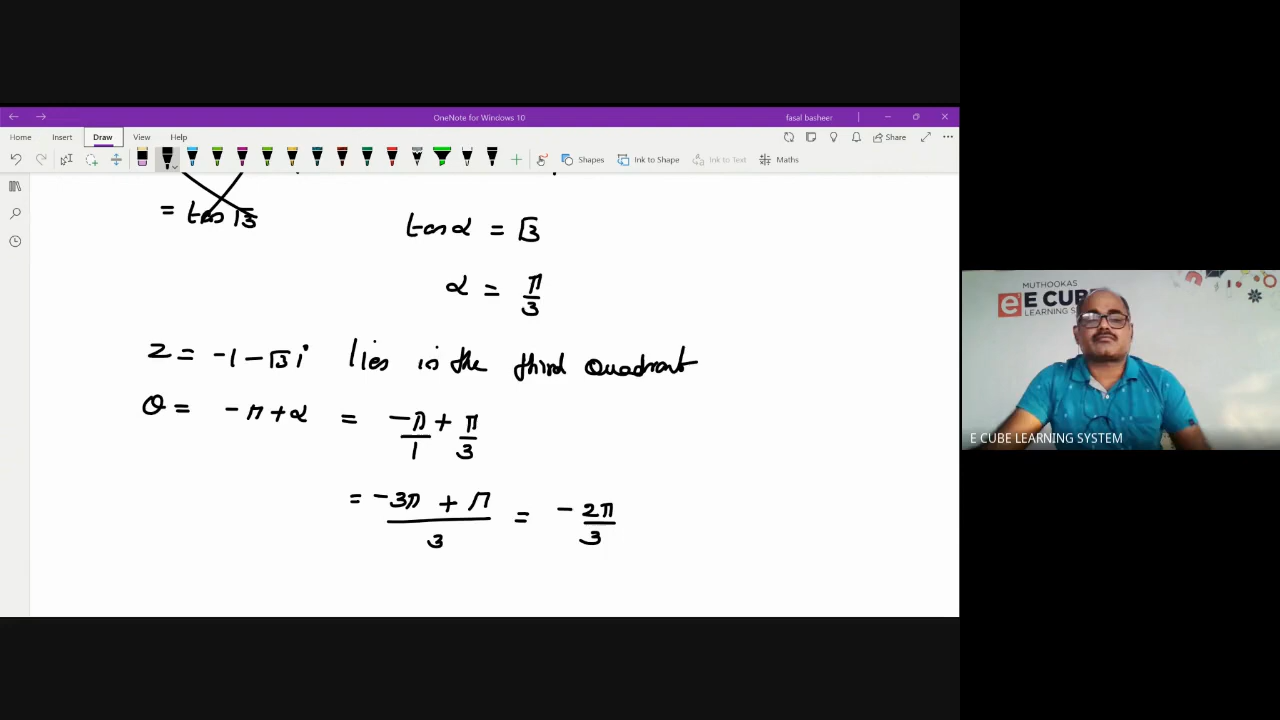 OneNote for Windows 10
fasal basheer
Home Insert Draw View Help
Share
Shapes Ink to Shape Ink to Text Maths
= tan √3
tan α = √3
α = π/3
z = -1 - √3 i lies in the third Quadrant
θ = -π + α = -π/1 + π/3
= (-3π + π)/3 = -2π/3
MUTHOOKAS
e E CUBE
LEARNING
E CUBE LEARNING SYSTEM